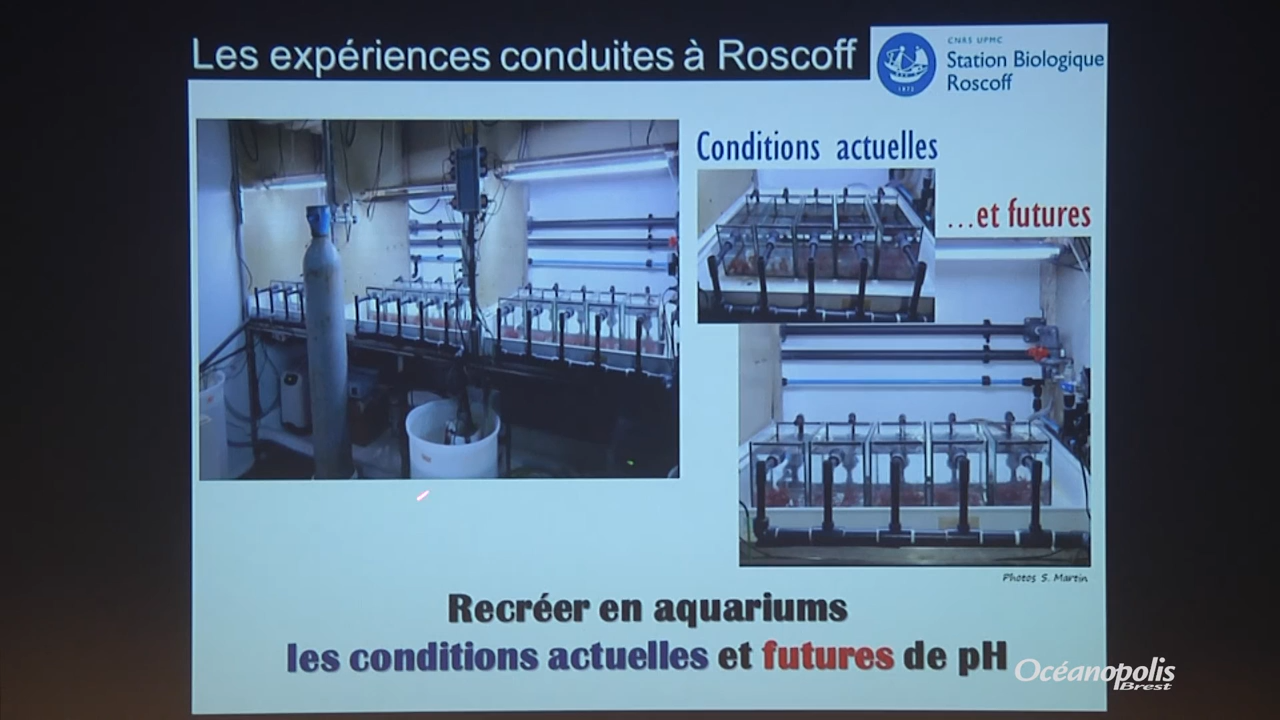 Les expériences conduites à Roscoff
CNRS UPMC
Station Biologique
Roscoff
1872
Conditions actuelles
...et futures
Photos S. Martin
Recréer en aquariums
les conditions actuelles et futures de pH
Océanopolis
Brest